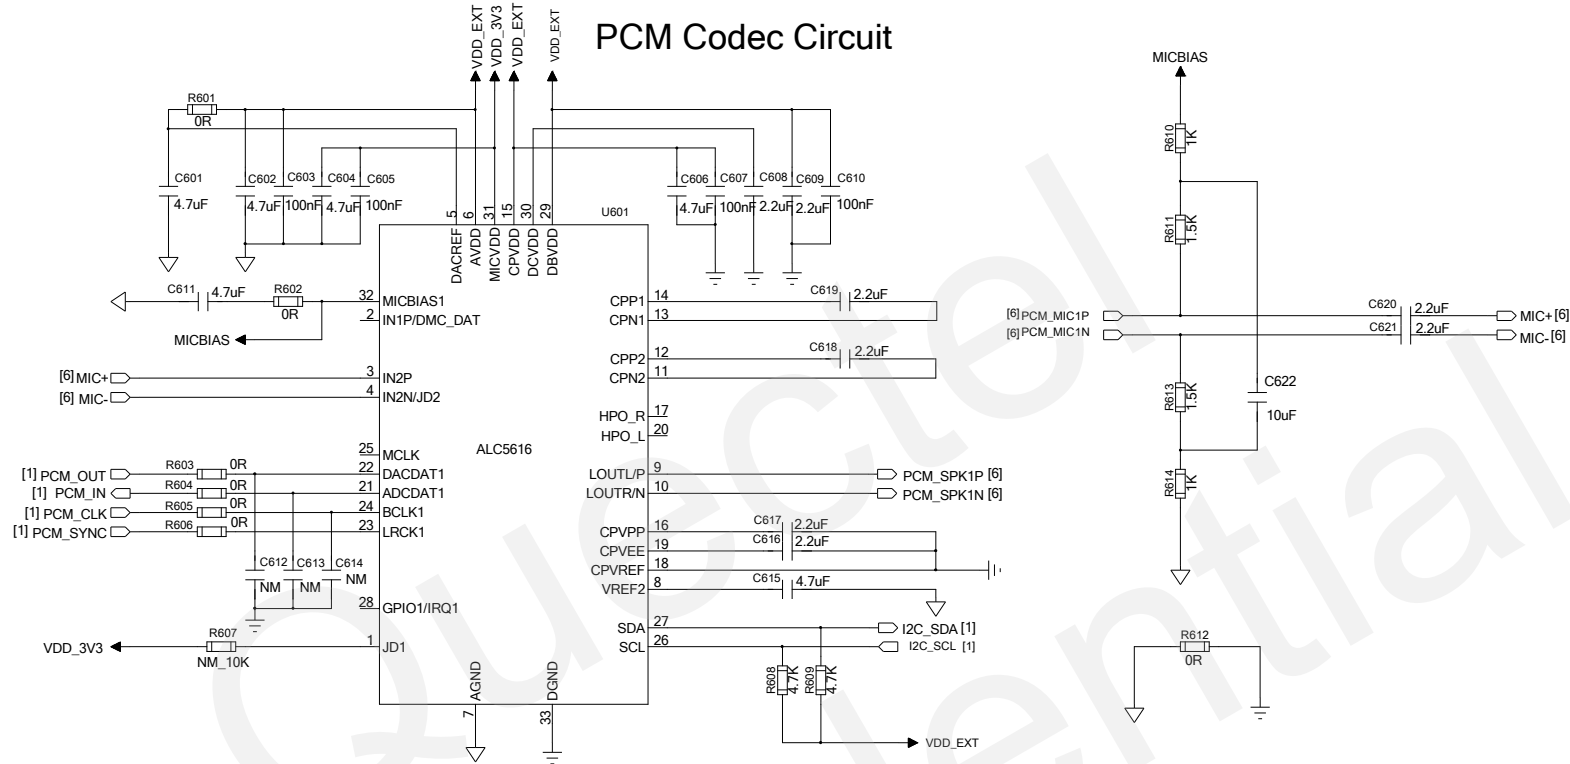 PCM Codec Circuit
VDD_EXT
VDD_3V3
VDD_EXT
VDD_EXT
R601
0R
C601
4.7uF
C602
4.7uF
C603
100nF
C604
4.7uF
C605
100nF
C606
4.7uF
C607
100nF
C608
2.2uF
C609
2.2uF
C610
100nF
U601
5
6
31
15
30
29
DACREF
AVDD
MICVDD
CPVDD
DCVDD
DBVDD
C611
4.7uF
R602
0R
MICBIAS
32
MICBIAS1
2
IN1P/DMC_DAT
[6] MIC+
3
IN2P
[6] MIC-
4
IN2N/JD2
25
MCLK
[1] PCM_OUT
R603
0R
22
DACDAT1
[1] PCM_IN
R604
0R
21
ADCDAT1
[1] PCM_CLK
R605
0R
24
BCLK1
[1] PCM_SYNC
R606
0R
23
LRCK1
C612
NM
C613
NM
C614
NM
28
GPIO1/IRQ1
VDD_3V3
R607
NM_10K
1
JD1
ALC5616
AGND
7
DGND
33
CPP1
14
C619
2.2uF
CPN1
13
CPP2
12
C618
2.2uF
CPN2
11
HPO_R
17
HPO_L
20
LOUTL/P
9
PCM_SPK1P [6]
LOUTR/N
10
PCM_SPK1N [6]
CPVPP
16
C617
2.2uF
CPVEE
19
C616
2.2uF
CPVREF
18
VREF2
8
C615
4.7uF
SDA
27
I2C_SDA [1]
SCL
26
I2C_SCL [1]
R608
4.7K
R609
4.7K
VDD_EXT
MICBIAS
R610
1K
R611
1.5K
[6] PCM_MIC1P
C620
2.2uF
MIC+ [6]
[6] PCM_MIC1N
C621
2.2uF
MIC- [6]
R613
1.5K
C622
10uF
R614
1K
R612
0R
Quectel